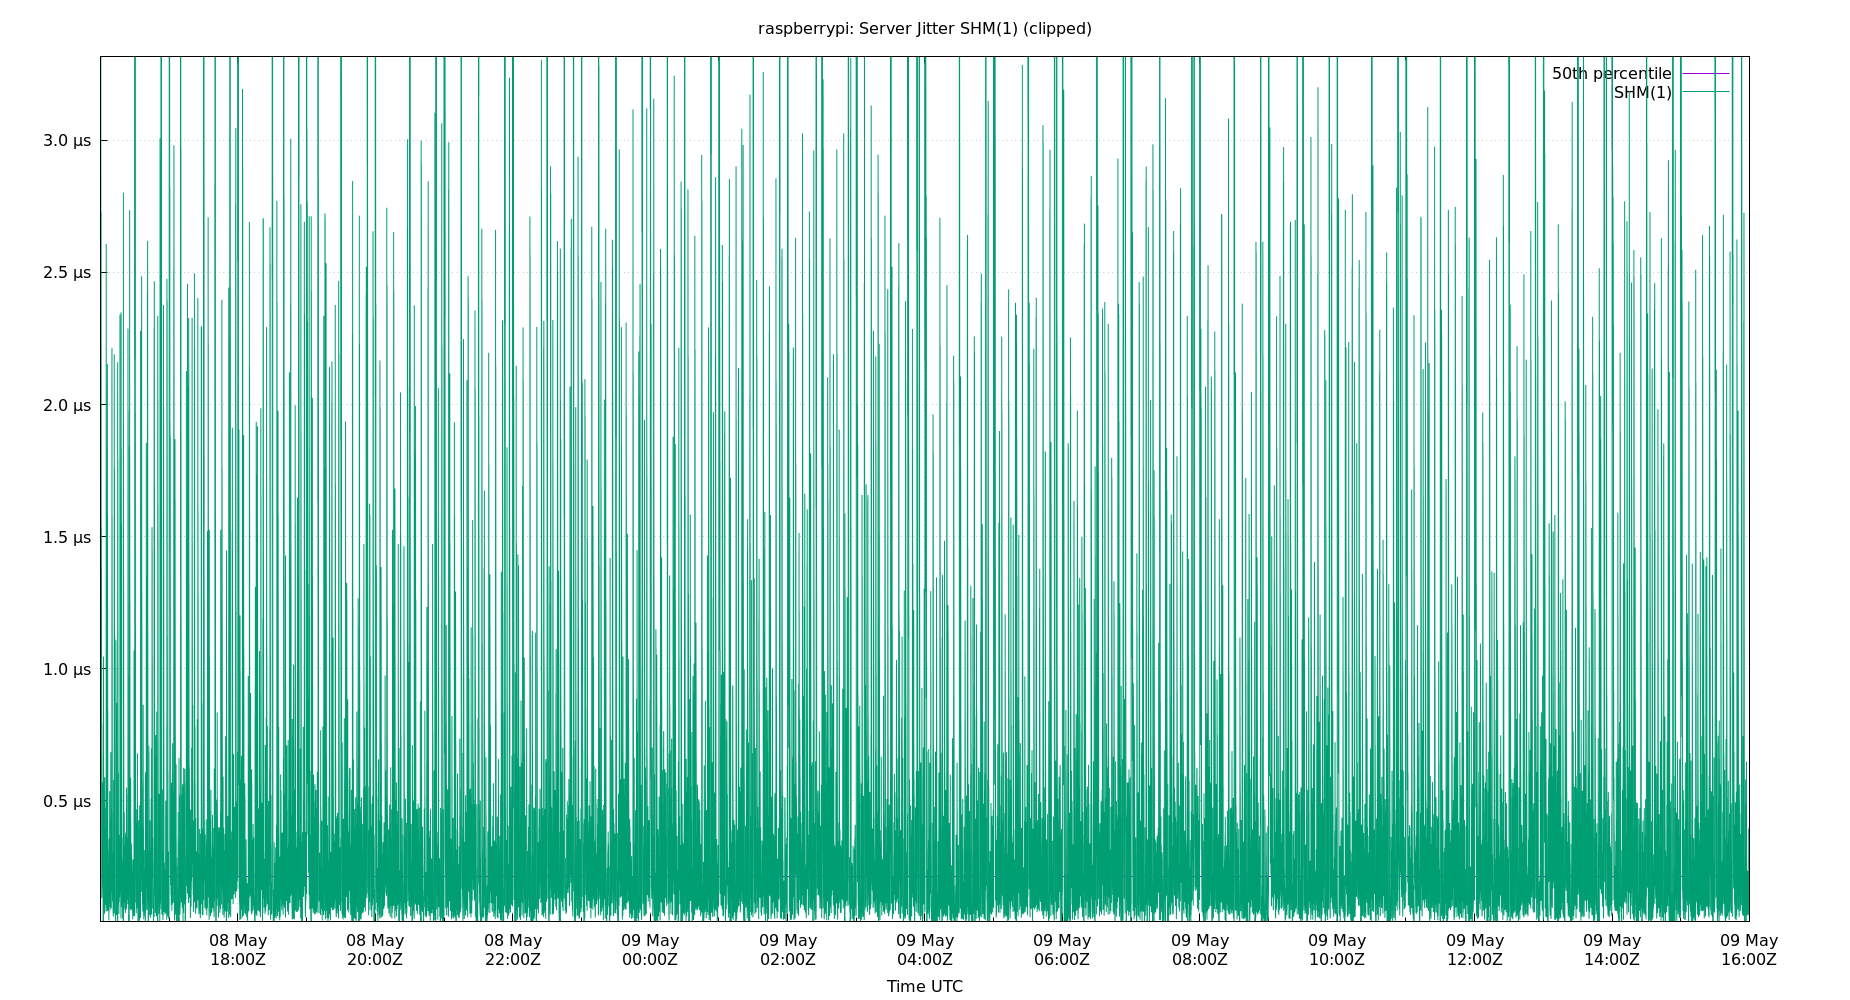 raspberrypi: Server Jitter SHM(1) (clipped)
50th percentile
SHM(1)
3.0 µs
2.5 µs
2.0 µs
1.5 µs
1.0 µs
0.5 µs
08 May 08 May 08 May 09 May 09 May 09 May 09 May 09 May 09 May 09 May 09 May 09 May
18:00Z 20:00Z 22:00Z 00:00Z 02:00Z 04:00Z 06:00Z 08:00Z 10:00Z 12:00Z 14:00Z 16:00Z
Time UTC